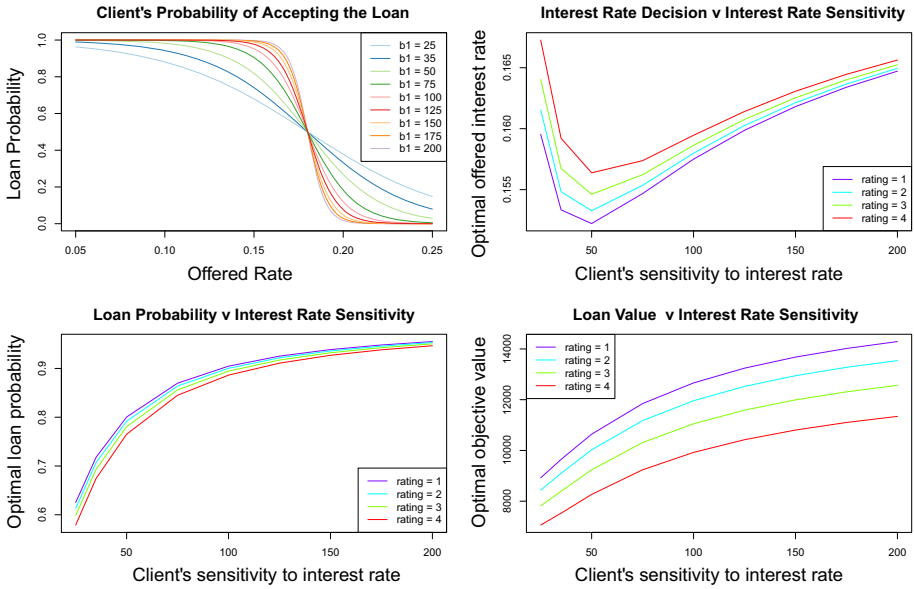 Client's Probability of Accepting the Loan
Loan Probability
1.0
0.8
0.6
0.4
0.2
0.0
b1 = 25
b1 = 35
b1 = 50
b1 = 75
b1 = 100
b1 = 125
b1 = 150
b1 = 175
b1 = 200
0.05 0.10 0.15 0.20 0.25
Offered Rate
Interest Rate Decision v Interest Rate Sensitivity
Optimal offered interest rate
0.165
0.160
0.155
rating = 1
rating = 2
rating = 3
rating = 4
50 100 150 200
Client's sensitivity to interest rate
Loan Probability v Interest Rate Sensitivity
Optimal loan probability
0.9
0.8
0.7
0.6
rating = 1
rating = 2
rating = 3
rating = 4
50 100 150 200
Client's sensitivity to interest rate
Loan Value v Interest Rate Sensitivity
Optimal objective value
14000
12000
10000
8000
rating = 1
rating = 2
rating = 3
rating = 4
50 100 150 200
Client's sensitivity to interest rate